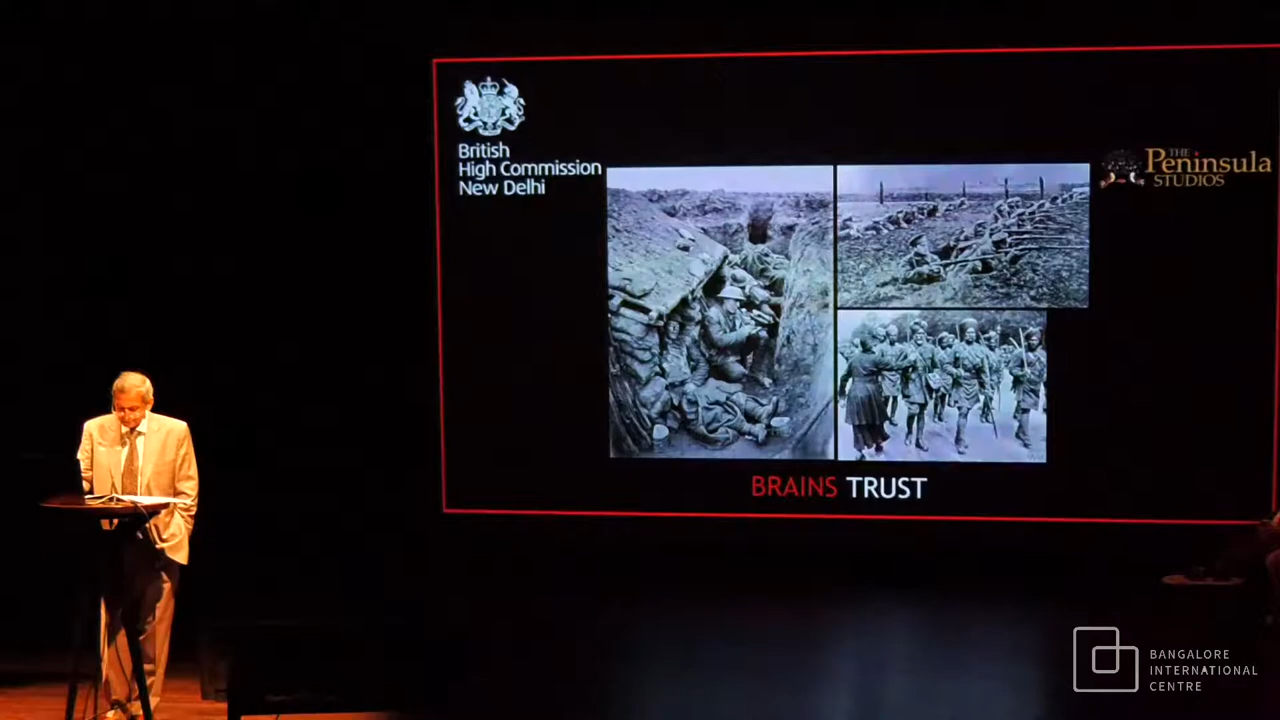 British
High Commission
New Delhi
THE
Peninsula
STUDIOS
BRAINS TRUST
BANGALORE
INTERNATIONAL
CENTRE